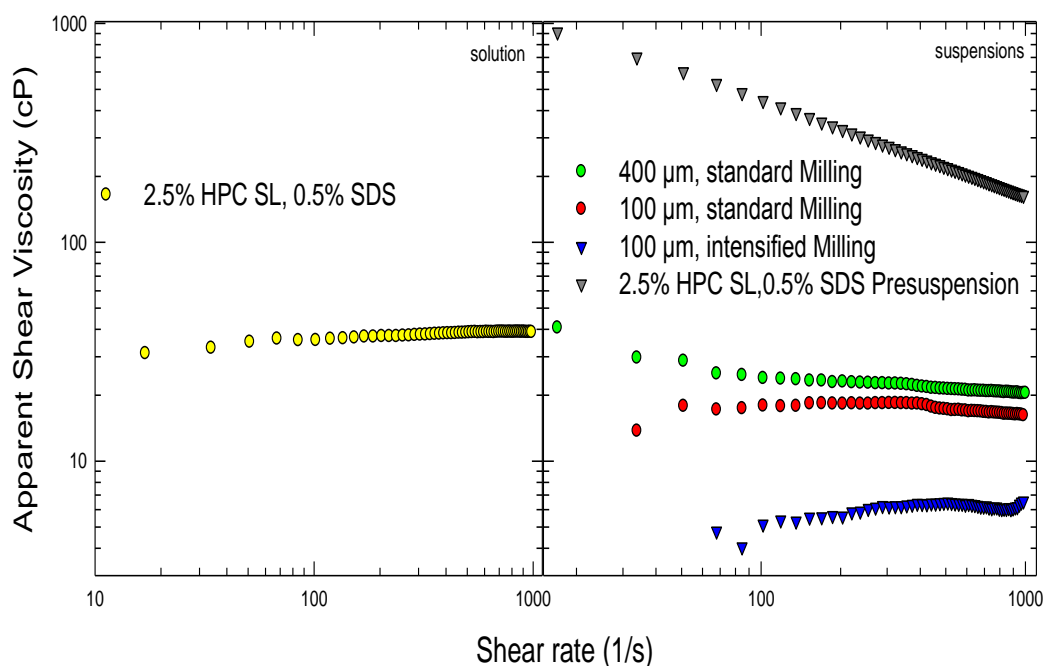 Apparent Shear Viscosity (cP)
1000
100
10
solution
2.5% HPC SL, 0.5% SDS
suspensions
400 µm, standard Milling
100 µm, standard Milling
100 µm, intensified Milling
2.5% HPC SL,0.5% SDS Presuspension
10
100
1000
100
1000
Shear rate (1/s)